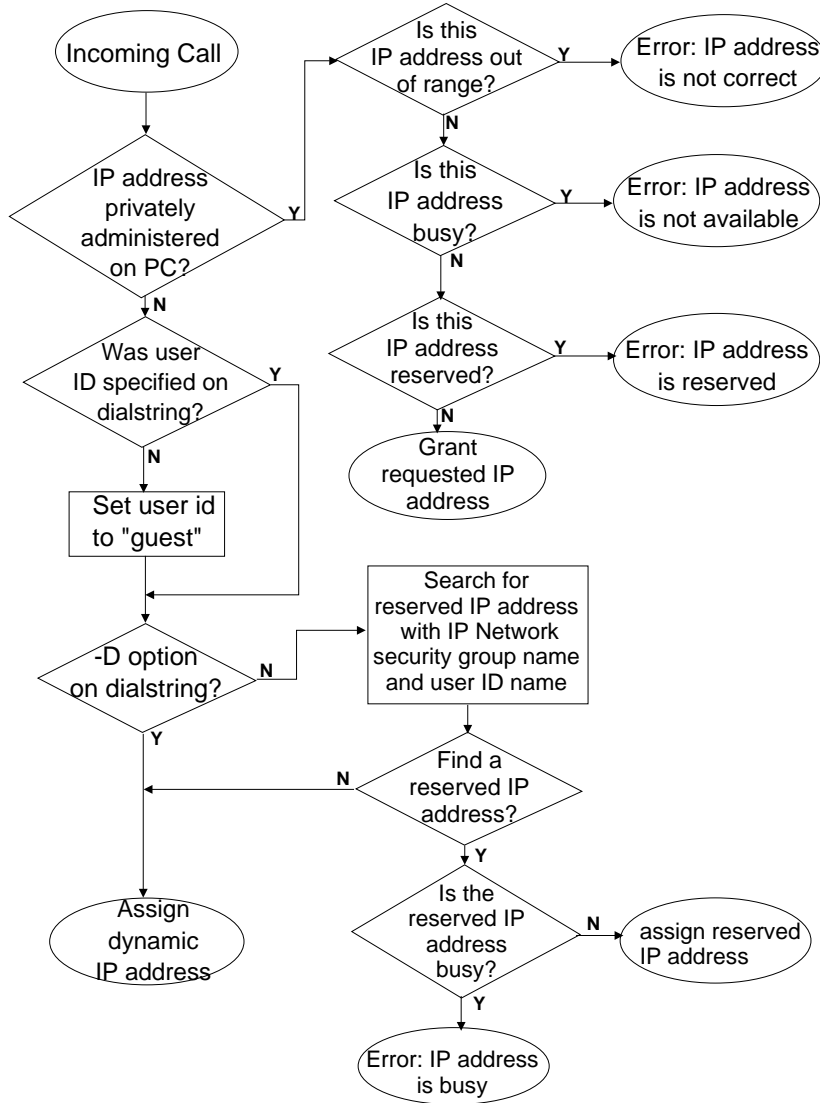 Incoming Call
IP address
privately
administered
on PC?
Y
N
Is this
IP address out
of range?
Y
N
Error: IP address
is not correct
Is this
IP address
busy?
Y
N
Error: IP address
is not available
Is this
IP address
reserved?
Y
N
Error: IP address
is reserved
Grant
requested IP
address
Was user
ID specified on
dialstring?
Y
N
Set user id
to "guest"
-D option
on dialstring?
N
Y
Search for
reserved IP address
with IP Network
security group name
and user ID name
Find a
reserved IP
address?
N
Y
Is the
reserved IP
address
busy?
N
Y
assign reserved
IP address
Error: IP address
is busy
Assign
dynamic
IP address